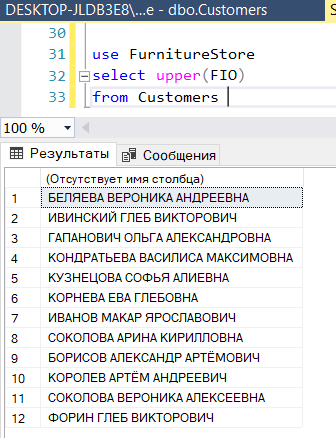 DESKTOP-JLDB3E8\...e - dbo.Customers
30
31
use FurnitureStore
32 select upper(FIO)
33 from Customers
100 %
Результаты Сообщения
(Отсутствует имя столбца)
1 БЕЛЯЕВА ВЕРОНИКА АНДРЕЕВНА
2 ИВИНСКИЙ ГЛЕБ ВИКТОРОВИЧ
3 ГАПАНОВИЧ ОЛЬГА АЛЕКСАНДРОВНА
4 КОНДРАТЬЕВА ВАСИЛИСА МАКСИМОВНА
5 КУЗНЕЦОВА СОФЬЯ АЛИЕВНА
6 КОРНЕВА ЕВА ГЛЕБОВНА
7 ИВАНОВ МАКАР ЯРОСЛАВОВИЧ
8 СОКОЛОВА АРИНА КИРИЛЛОВНА
9 БОРИСОВ АЛЕКСАНДР АРТЁМОВИЧ
10 КОРОЛЕВ АРТЁМ АНДРЕЕВИЧ
11 СОКОЛОВА ВЕРОНИКА АЛЕКСЕЕВНА
12 ФОРИН ГЛЕБ ВИКТОРОВИЧ